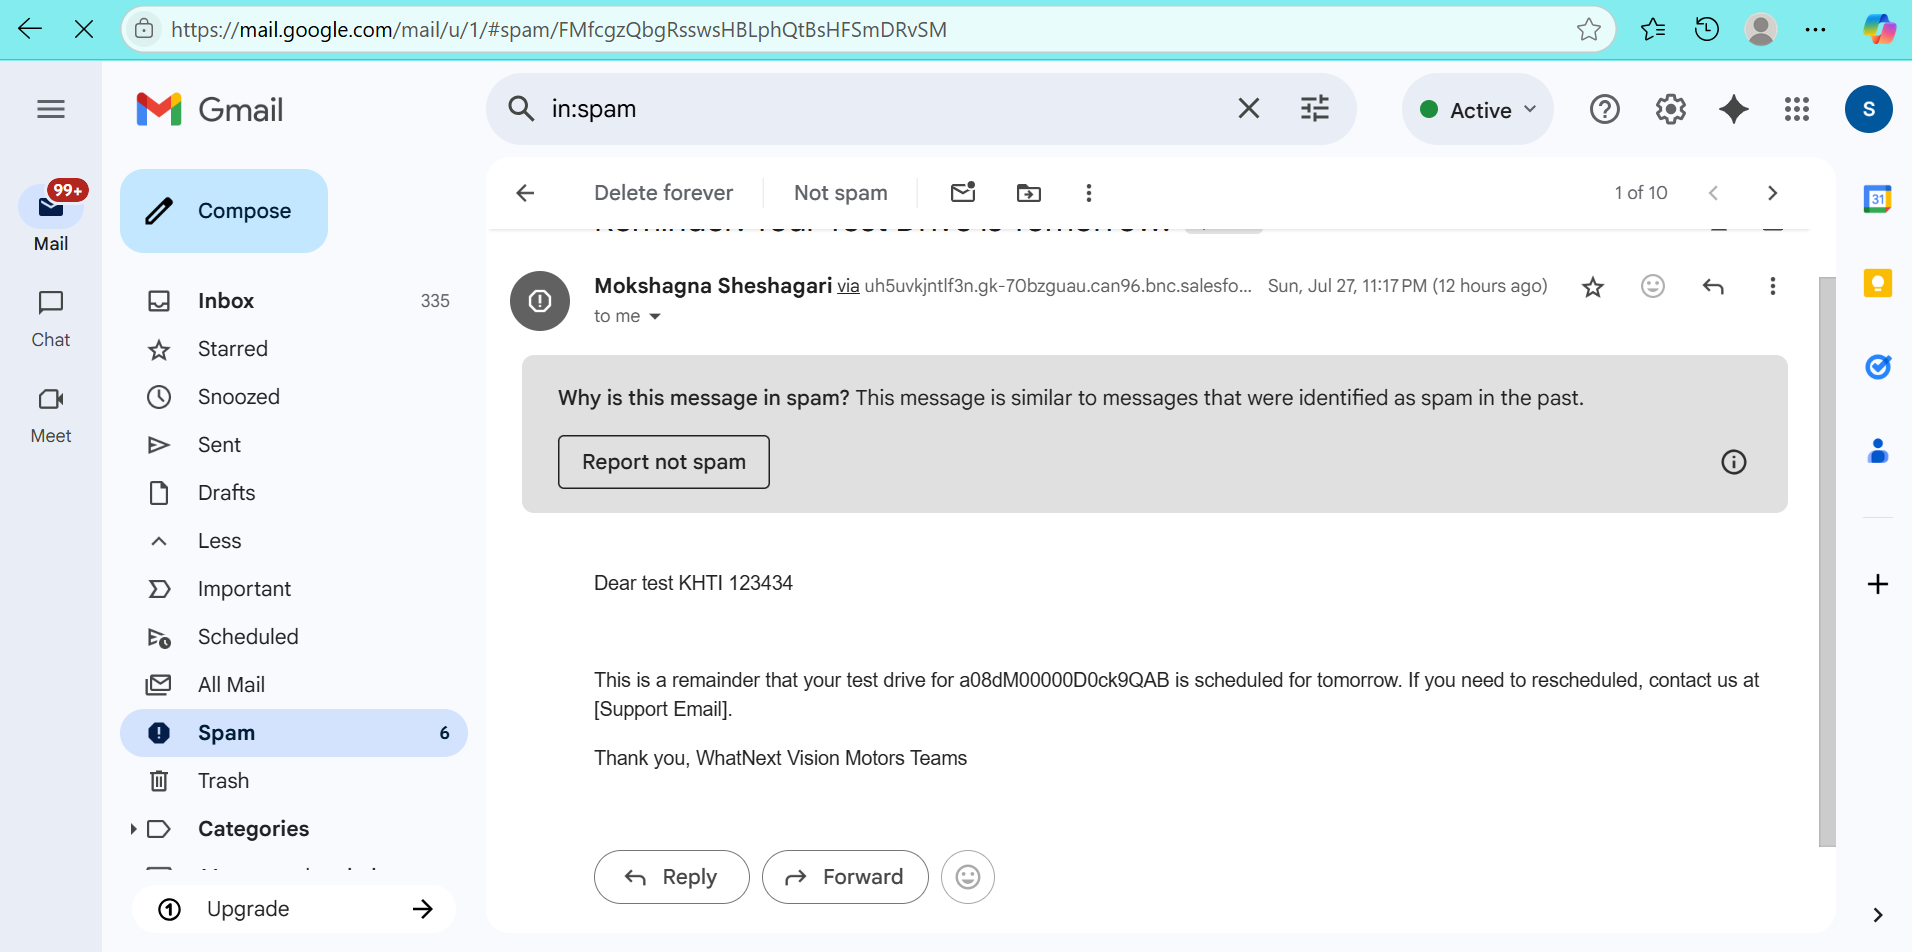 https://mail.google.com/mail/u/1/#spam/FMfcgzQbgRsswsHBLphQtBsHFSmDRvSM
Gmail
in:spam
Active
S
99+
Mail
Chat
Meet
Compose
Inbox 335
Starred
Snoozed
Sent
Drafts
Less
Important
Scheduled
All Mail
Spam 6
Trash
Categories
Upgrade
Delete forever
Not spam
1 of 10
Reminder: Your Test Drive is Tomorrow.
Mokshagna Sheshagari via uh5uvkjntlf3n.gk-70bzguau.can96.bnc.salesfo... Sun, Jul 27, 11:17 PM (12 hours ago)
to me
Why is this message in spam? This message is similar to messages that were identified as spam in the past.
Report not spam
Dear test KHTI 123434
This is a remainder that your test drive for a08dM00000D0ck9QAB is scheduled for tomorrow. If you need to rescheduled, contact us at
[Support Email].
Thank you, WhatNext Vision Motors Teams
Reply
Forward
31